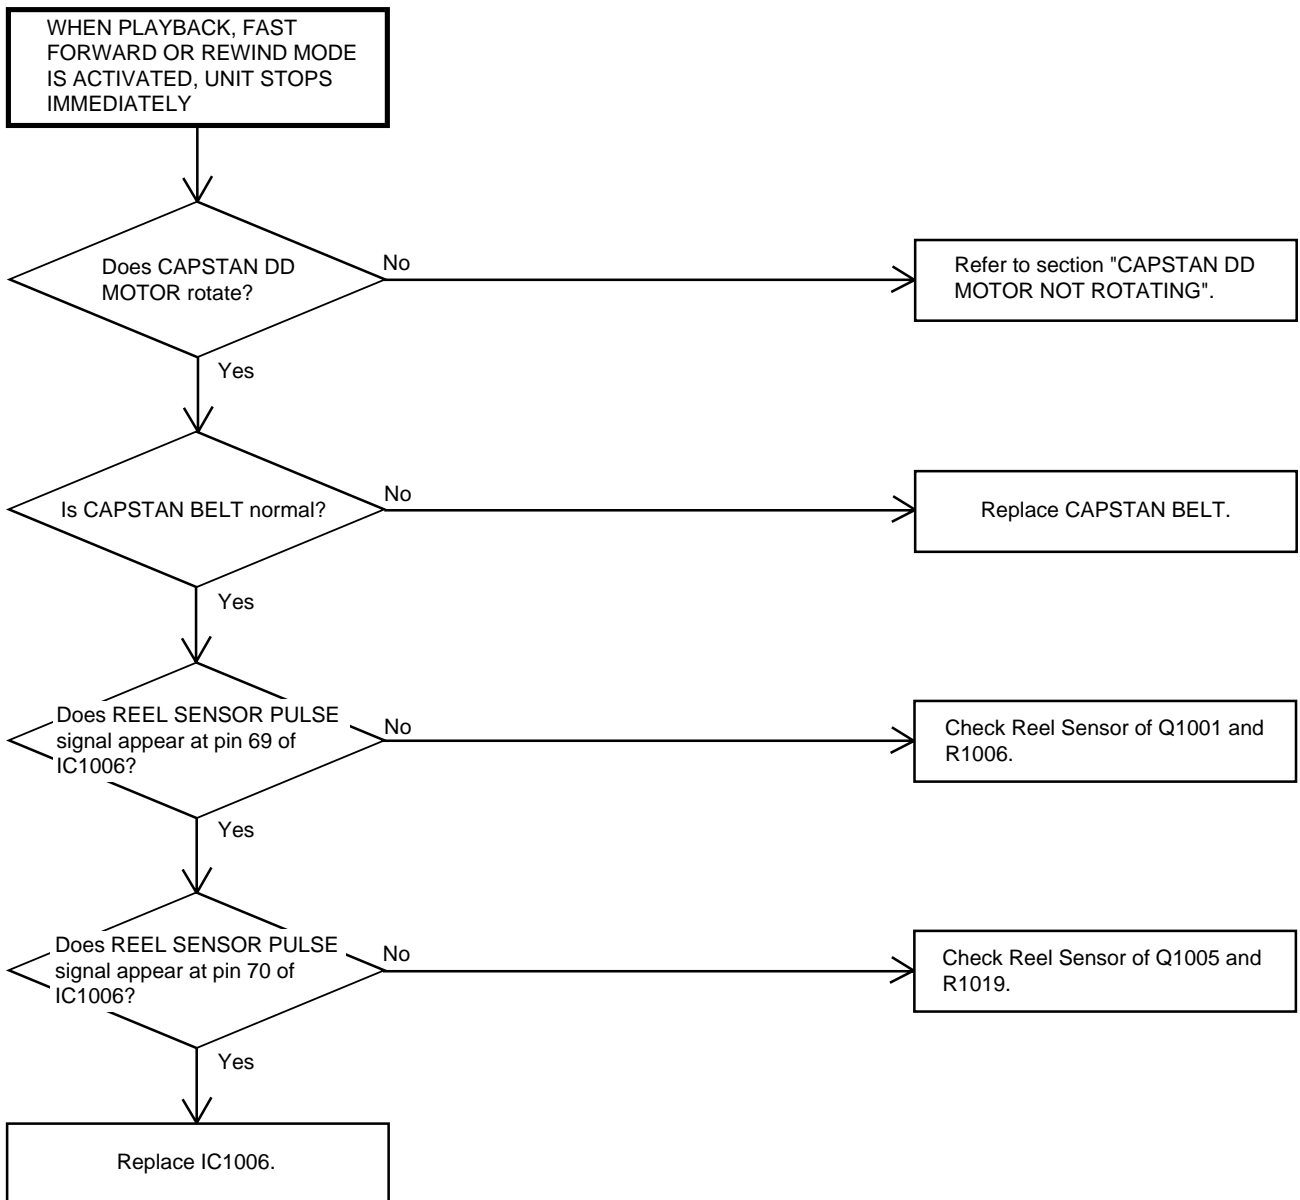 WHEN PLAYBACK, FAST
FORWARD OR REWIND MODE
IS ACTIVATED, UNIT STOPS
IMMEDIATELY
Does CAPSTAN DD
MOTOR rotate?
No
Refer to section "CAPSTAN DD
MOTOR NOT ROTATING".
Yes
Is CAPSTAN BELT normal?
No
Replace CAPSTAN BELT.
Yes
Does REEL SENSOR PULSE
signal appear at pin 69 of
IC1006?
No
Check Reel Sensor of Q1001 and
R1006.
Yes
Does REEL SENSOR PULSE
signal appear at pin 70 of
IC1006?
No
Check Reel Sensor of Q1005 and
R1019.
Yes
Replace IC1006.